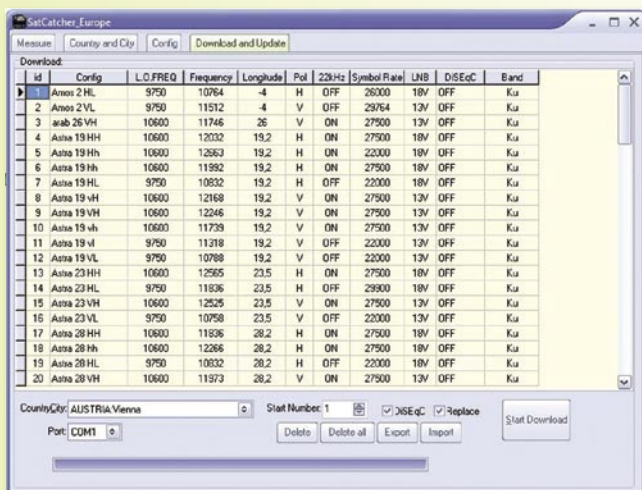 SatCatcher_Europe
Measure Country and City Config Download and Update
Download:
id Config L.O.FREQ Frequency Longitude Pol 22kHz Symbol Rate LNB DiSEqC Band
1 Amos 2 HL 9750 10764 -4 H OFF 26000 18V OFF Ku
2 Amos 2 VL 9750 11512 -4 V OFF 29764 13V OFF Ku
3 arab 26 VH 10600 11746 26 V ON 27500 13V OFF Ku
4 Astra 19 HH 10600 12032 19,2 H ON 27500 18V OFF Ku
5 Astra 19 Hh 10600 12663 19,2 H ON 22000 18V OFF Ku
6 Astra 19 hh 10600 11992 19,2 H ON 27500 18V OFF Ku
7 Astra 19 HL 9750 10832 19,2 H OFF 22000 18V OFF Ku
8 Astra 19 vH 10600 12168 19,2 V ON 27500 13V OFF Ku
9 Astra 19 VH 10600 12246 19,2 V ON 27500 13V OFF Ku
10 Astra 19 vh 10600 11739 19,2 V ON 27500 13V OFF Ku
11 Astra 19 vl 9750 11318 19,2 V OFF 22000 13V OFF Ku
12 Astra 19 VL 9750 10788 19,2 V OFF 22000 13V OFF Ku
13 Astra 23 HH 10600 12565 23,5 H ON 27500 18V OFF Ku
14 Astra 23 HL 9750 11836 23,5 H OFF 29900 18V OFF Ku
15 Astra 23 VH 10600 12525 23,5 V ON 27500 13V OFF Ku
16 Astra 23 VL 9750 10758 23,5 V OFF 22000 13V OFF Ku
17 Astra 28 HH 10600 11836 28,2 H ON 27500 18V OFF Ku
18 Astra 28 hh 10600 12266 28,2 H ON 27500 18V OFF Ku
19 Astra 28 HL 9750 10832 28,2 H OFF 22000 18V OFF Ku
20 Astra 28 VH 10600 11973 28,2 V ON 27500 13V OFF Ku
CountryCity: AUSTRIA:Vienna Start Number: 1 DiSEqC Replace Start Download
Port: COM1 Delete Delete all Export Import